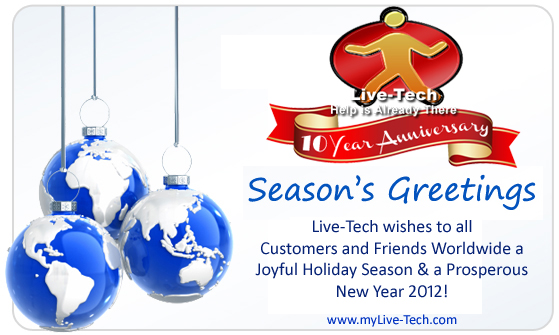 Live-Tech
Help Is Already There
10 Year Anniversary
Season's Greetings
Live-Tech wishes to all
Customers and Friends Worldwide a
Joyful Holiday Season & a Prosperous
New Year 2012!
www.myLive-Tech.com